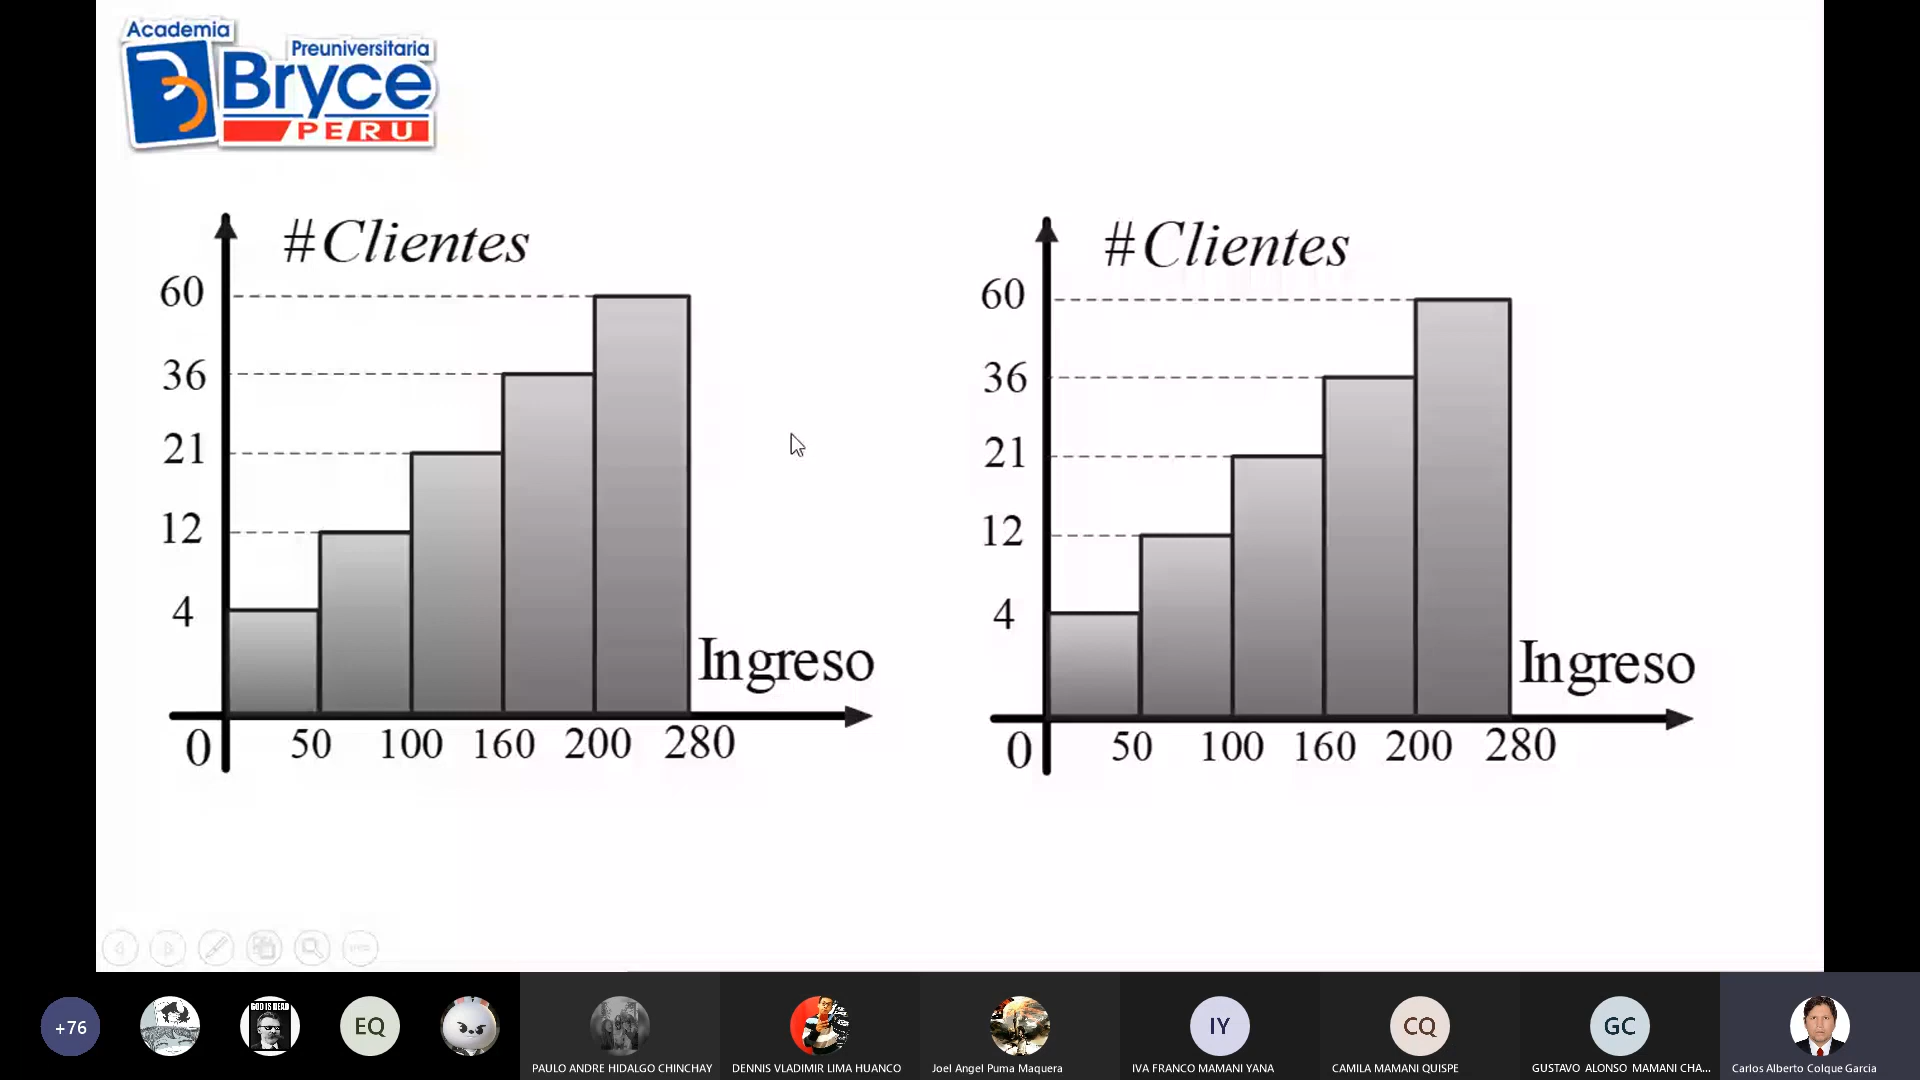 Academia
Preuniversitaria
Bryce
PERU
#Clientes
60
36
21
12
4
Ingreso
0 50 100 160 200 280
#Clientes
60
36
21
12
4
Ingreso
0 50 100 160 200 280
+76
GOD IS DEAD
EQ
IY
CQ
GC
PAULO ANDRE HIDALGO CHINCHAY
DENNIS VLADIMIR LIMA HUANCO
Joel Angel Puma Maquera
IVA FRANCO MAMANI YANA
CAMILA MAMANI QUISPE
GUSTAVO ALONSO MAMANI CHA...
Carlos Alberto Colque Garcia